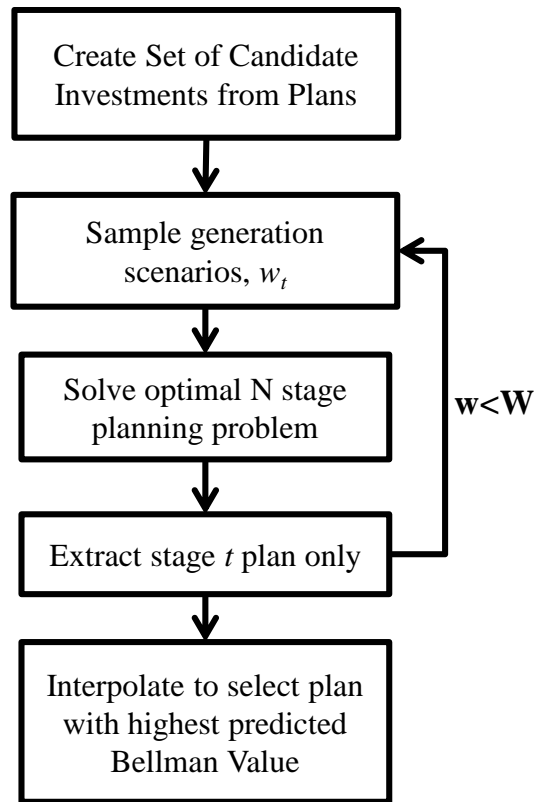 Create Set of Candidate
Investments from Plans
Sample generation
scenarios, w_t
Solve optimal N stage
planning problem
w<W
Extract stage t plan only
Interpolate to select plan
with highest predicted
Bellman Value